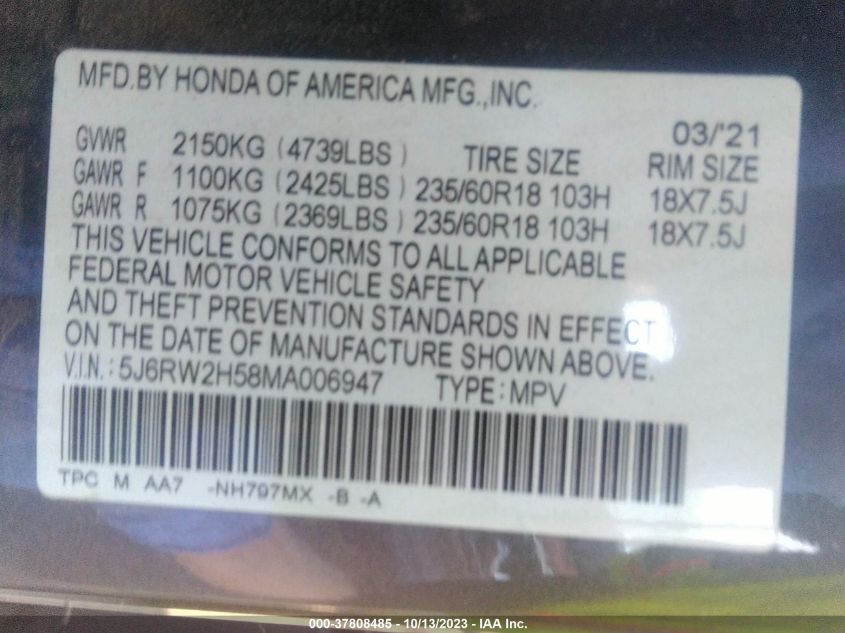 MFD.BY HONDA OF AMERICA MFG.,INC.
03/'21
GVWR 2150KG (4739LBS) TIRE SIZE RIM SIZE
GAWR F 1100KG (2425LBS) 235/60R18 103H 18X7.5J
GAWR R 1075KG (2369LBS) 235/60R18 103H 18X7.5J
THIS VEHICLE CONFORMS TO ALL APPLICABLE
FEDERAL MOTOR VEHICLE SAFETY
AND THEFT PREVENTION STANDARDS IN EFFECT
ON THE DATE OF MANUFACTURE SHOWN ABOVE.
V.I.N.: 5J6RW2H58MA006947 TYPE:MPV
TPC M AA7 -NH797MX -B -A
000-37808485 - 10/13/2023 - IAA Inc.